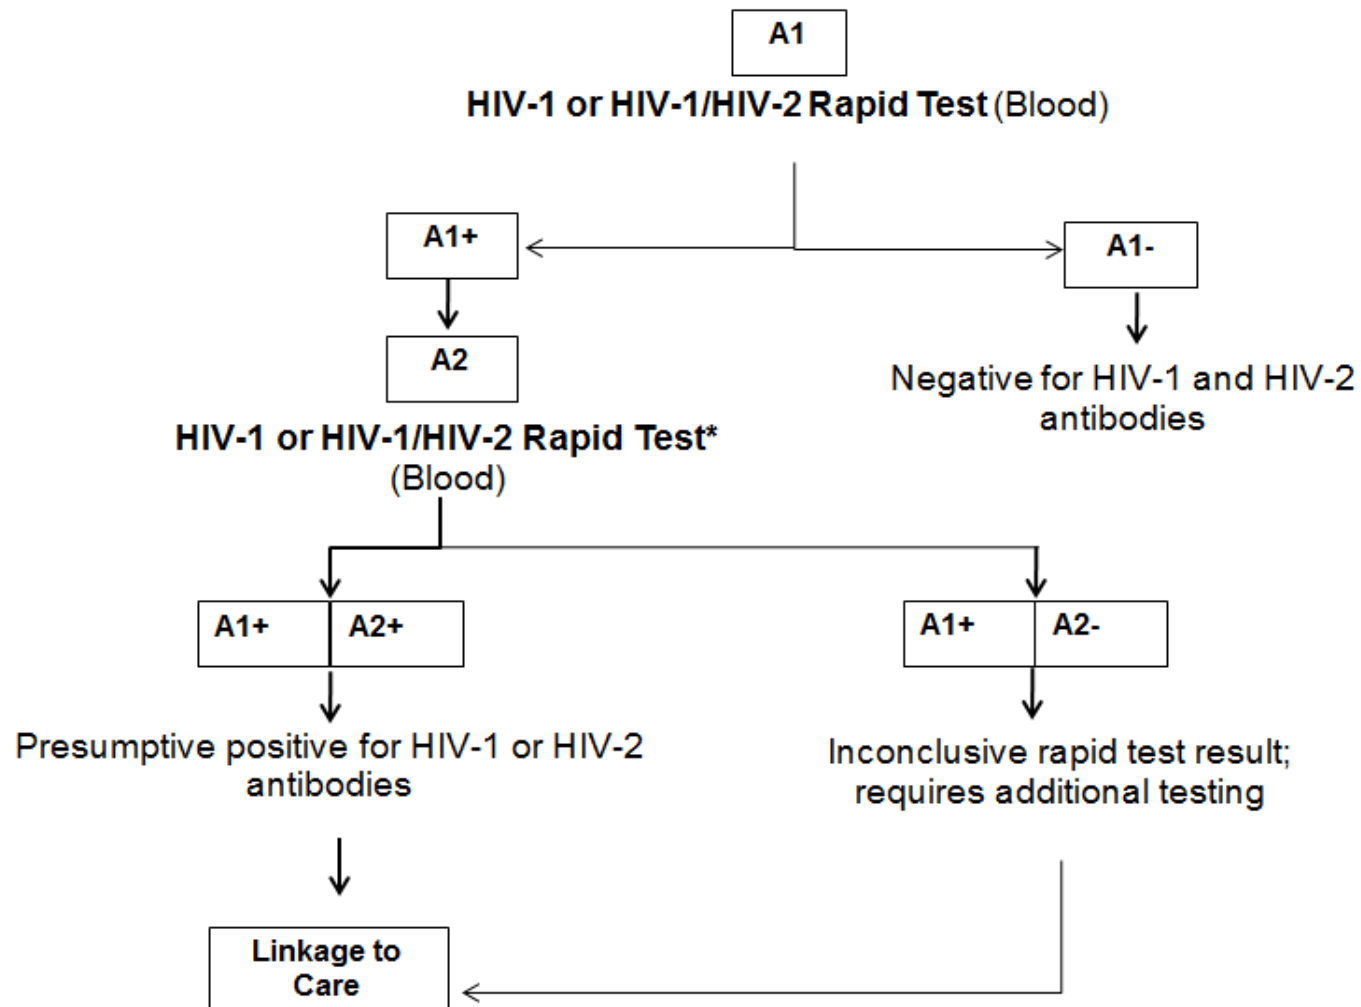 A1
HIV-1 or HIV-1/HIV-2 Rapid Test (Blood)
A1+
A1-
A2
Negative for HIV-1 and HIV-2
antibodies
HIV-1 or HIV-1/HIV-2 Rapid Test*
(Blood)
A1+ A2+
A1+ A2-
Presumptive positive for HIV-1 or HIV-2
antibodies
Inconclusive rapid test result;
requires additional testing
Linkage to
Care